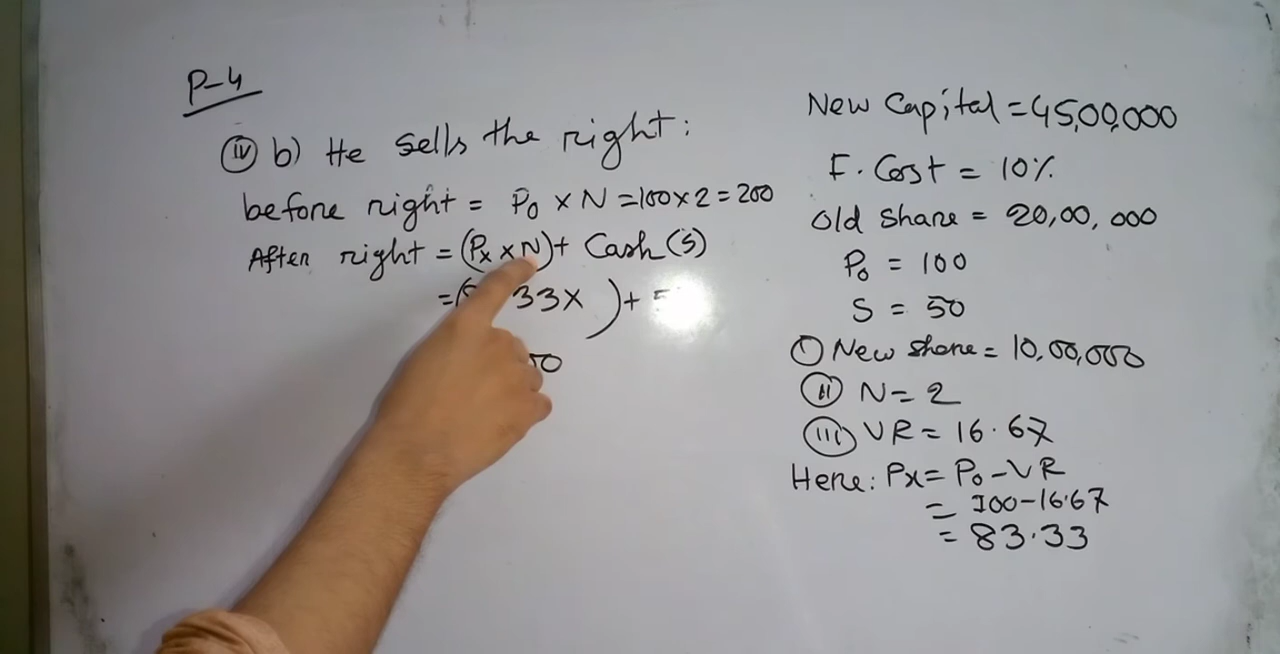 P-4
(iv) b) He sells the right:
before right = P₀ × N = 100 × 2 = 200
After right = (Pₓ × N) + Cash (S)
33 × ) +
50
New Capital = 45,00,000
F. Cost = 10%
Old Share = 20,00,000
P₀ = 100
S = 50
(i) New share = 10,00,000
(ii) N = 2
(iii) VR = 16.67
Here: Px = P₀ - VR
= 100 - 16.67
= 83.33